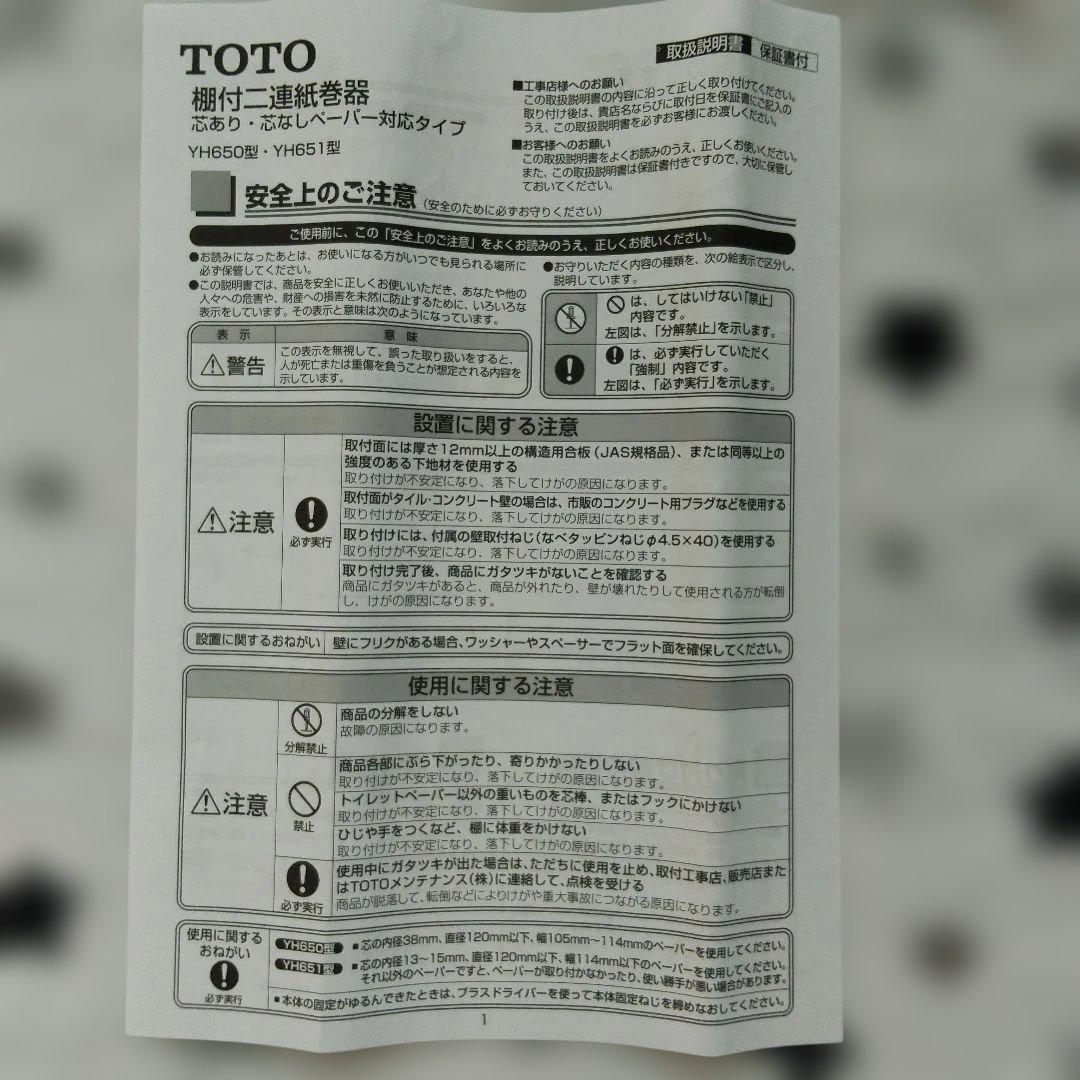 TOTO
取扱説明書 保証書付
棚付二連紙巻器
芯あり・芯なしペーパー対応タイプ
YH650型・YH651型
■工事店様へのお願い
この取扱説明書の内容に沿って正しく取り付けてください。
取り付け後は、貴店名ならびに取付日を保証書にご記入の
うえ、この取扱説明書を必ずお客様にお渡しください。
■お客様へのお願い
この取扱説明書をよくお読みのうえ、正しくお使いください。
また、この取扱説明書は保証書付きですので、大切に保管し
ておいてください。
安全上のご注意(安全のために必ずお守りください)
ご使用前に、この「安全上のご注意」をよくお読みのうえ、正しくお使いください。
●お読みになったあとは、お使いになる方がいつでも見られる場所に
必ず保管してください。
●この説明書では、商品を安全に正しくお使いいただき、あなたや他の
人々への危害や、財産への損害を未然に防止するために、いろいろな
表示をしています。その表示と意味は次のようになっています。
表示 意味
⚠警告
この表示を無視して、誤った取り扱いをすると、
人が死亡または重傷を負うことが想定される内容を
示しています。
●お守りいただく内容の種類を、次の絵表示で区分し、
説明しています。
は、してはいけない「禁止」
内容です。
左図は、「分解禁止」を示します。
は、必ず実行していただく
「強制」内容です。
左図は、「必ず実行」を示します。
設置に関する注意
⚠注意
必ず実行
取付面には厚さ12mm以上の構造用合板(JAS規格品)、または同等以上の
強度のある下地材を使用する
取り付けが不安定になり、落下してけがの原因になります。
取付面がタイル・コンクリート壁の場合は、市販のコンクリート用プラグなどを使用する
取り付けが不安定になり、落下してけがの原因になります。
取り付けには、付属の壁取付ねじ(なべタッピンねじφ4.5×40)を使用する
取り付けが不安定になり、落下してけがの原因になります。
取り付け完了後、商品にガタツキがないことを確認する
商品にガタツキがあると、商品が外れたり、壁が壊れたりして使用される方が転倒
し、けがの原因になります。
設置に関するおねがい 壁にフリクがある場合、ワッシャーやスペーサーでフラット面を確保してください。
使用に関する注意
⚠注意
分解禁止
商品の分解をしない
故障の原因になります。
禁止
商品各部にぶら下がったり、寄りかかったりしない
取り付けが不安定になり、落下してけがの原因になります。
トイレットペーパー以外の重いものを芯棒、またはフックにかけない
取り付けが不安定になり、落下してけがの原因になります。
ひじや手をつくなど、棚に体重をかけない
取り付けが不安定になり、落下してけがの原因になります。
必ず実行
使用中にガタツキが出た場合は、ただちに使用を止め、取付工事店、販売店また
はTOTOメンテナンス(株)に連絡して、点検を受ける
商品が脱落して、転倒などによりけがや重大事故につながる原因になります。
使用に関する
おねがい
必ず実行
YH650型 ■芯の内径38mm、直径120mm以下、幅105mm～114mmのペーパーを使用してください。
YH651型 ■芯の内径13～15mm、直径120mm以下、幅114mm以下のペーパーを使用してください。
それ以外のペーパーですと、ペーパーが取り付かなかったり、使い勝手が悪い場合があります。
■本体の固定がゆるんできたときは、プラスドライバーを使って本体固定ねじを締めなおしてください。
1